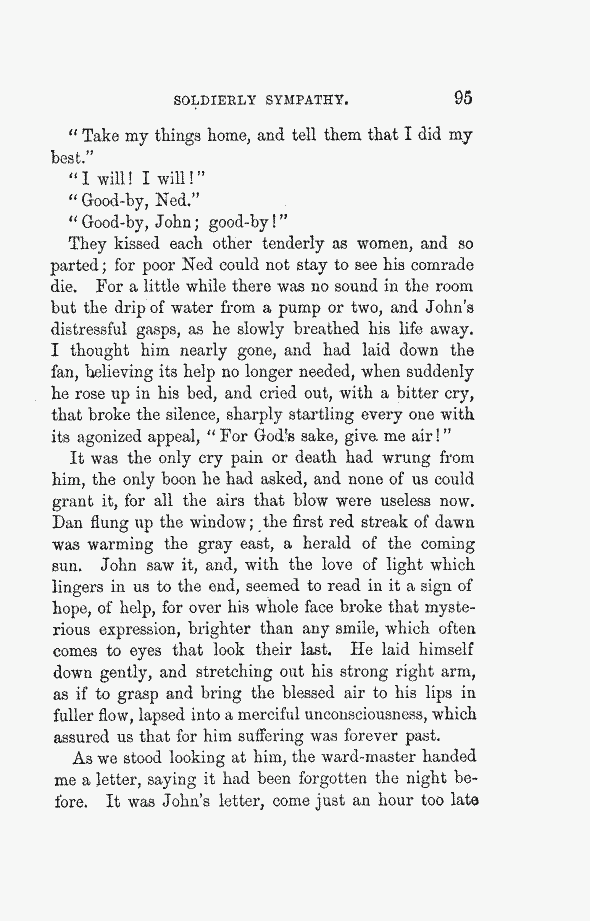 SOLDIERLY SYMPATHY. 95
“Take my things home, and tell them that I did my
best.”
“I will! I will!”
“Good-by, Ned.”
“Good-by, John; good-by!”
They kissed each other tenderly as women, and so
parted; for poor Ned could not stay to see his comrade
die. For a little while there was no sound in the room
but the drip of water from a pump or two, and John's
distressful gasps, as he slowly breathed his life away.
I thought him nearly gone, and had laid down the
fan, believing its help no longer needed, when suddenly
he rose up in his bed, and cried out, with a bitter cry,
that broke the silence, sharply startling every one with
its agonized appeal, “For God's sake, give me air!”
It was the only cry pain or death had wrung from
him, the only boon he had asked, and none of us could
grant it, for all the airs that blow were useless now.
Dan flung up the window; the first red streak of dawn
was warming the gray east, a herald of the coming
sun. John saw it, and, with the love of light which
lingers in us to the end, seemed to read in it a sign of
hope, of help, for over his whole face broke that myste-
rious expression, brighter than any smile, which often
comes to eyes that look their last. He laid himself
down gently, and stretching out his strong right arm,
as if to grasp and bring the blessed air to his lips in
fuller flow, lapsed into a merciful unconsciousness, which
assured us that for him suffering was forever past.
As we stood looking at him, the ward-master handed
me a letter, saying it had been forgotten the night be-
fore. It was John's letter, come just an hour too late